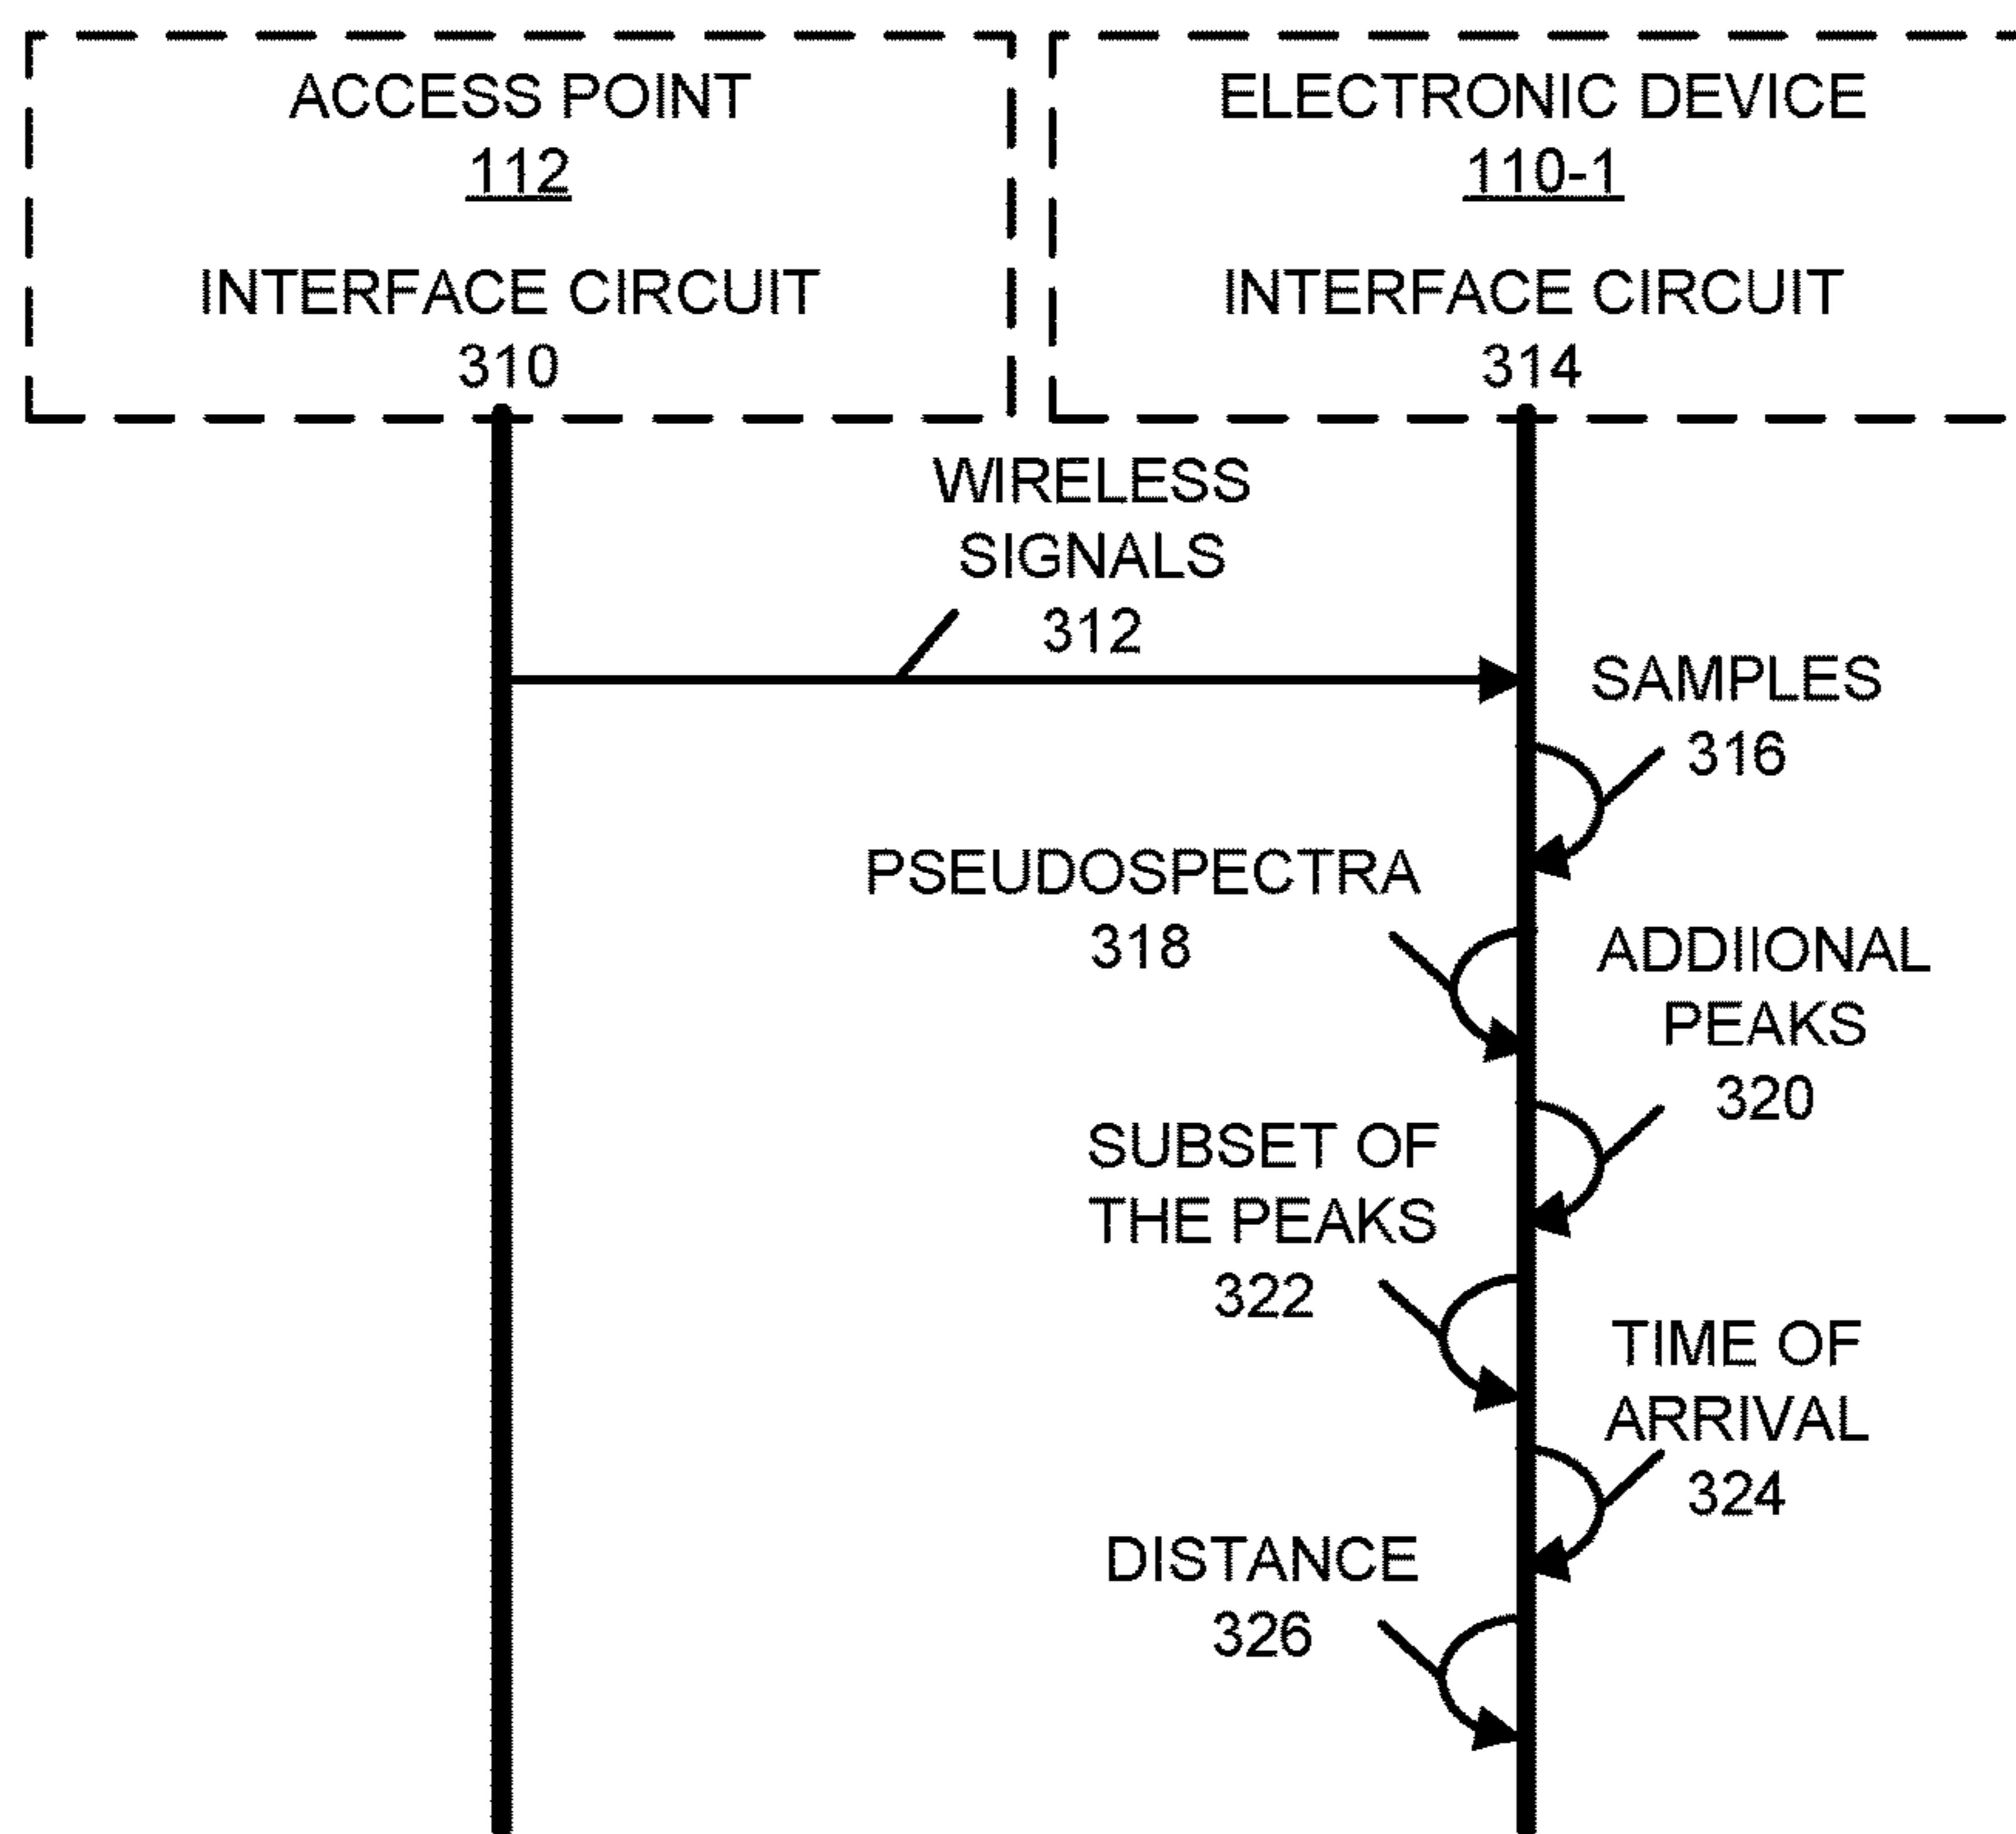 ACCESS POINT
112
INTERFACE CIRCUIT
310
ELECTRONIC DEVICE
110-1
INTERFACE CIRCUIT
314
WIRELESS
SIGNALS
312
SAMPLES
316
PSEUDOSPECTRA
318
ADDIIONAL
PEAKS
320
SUBSET OF
THE PEAKS
322
TIME OF
ARRIVAL
324
DISTANCE
326